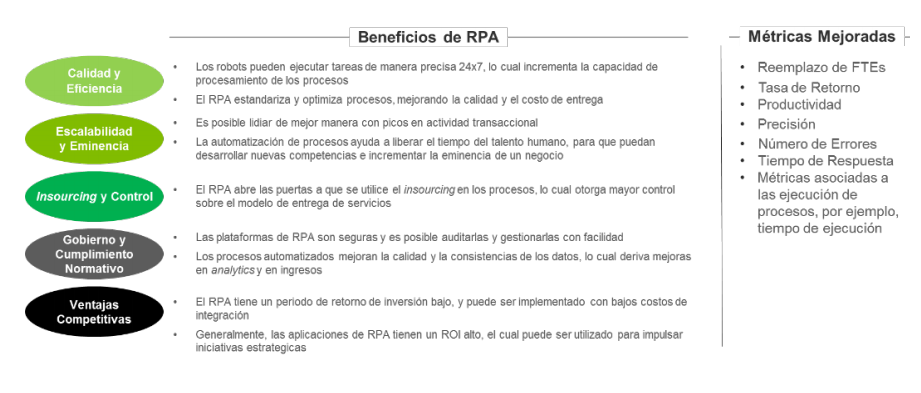 Beneficios de RPA
Calidad y
Eficiencia
• Los robots pueden ejecutar tareas de manera precisa 24x7, lo cual incrementa la capacidad de
procesamiento de los procesos
• El RPA estandariza y optimiza procesos, mejorando la calidad y el costo de entrega
Escalabilidad
y Eminencia
• Es posible lidiar de mejor manera con picos en actividad transaccional
• La automatización de procesos ayuda a liberar el tiempo del talento humano, para que puedan
desarrollar nuevas competencias e incrementar la eminencia de un negocio
Insourcing y Control
• El RPA abre las puertas a que se utilice el insourcing en los procesos, lo cual otorga mayor control
sobre el modelo de entrega de servicios
Gobierno y
Cumplimiento
Normativo
• Las plataformas de RPA son seguras y es posible auditarlas y gestionarlas con facilidad
• Los procesos automatizados mejoran la calidad y la consistencias de los datos, lo cual deriva mejoras
en analytics y en ingresos
Ventajas
Competitivas
• El RPA tiene un periodo de retorno de inversión bajo, y puede ser implementado con bajos costos de
integración
• Generalmente, las aplicaciones de RPA tienen un ROI alto, el cual puede ser utilizado para impulsar
iniciativas estrategicas
Métricas Mejoradas
• Reemplazo de FTEs
• Tasa de Retorno
• Productividad
• Precisión
• Número de Errores
• Tiempo de Respuesta
• Métricas asociadas a
las ejecución de
procesos, por ejemplo,
tiempo de ejecución